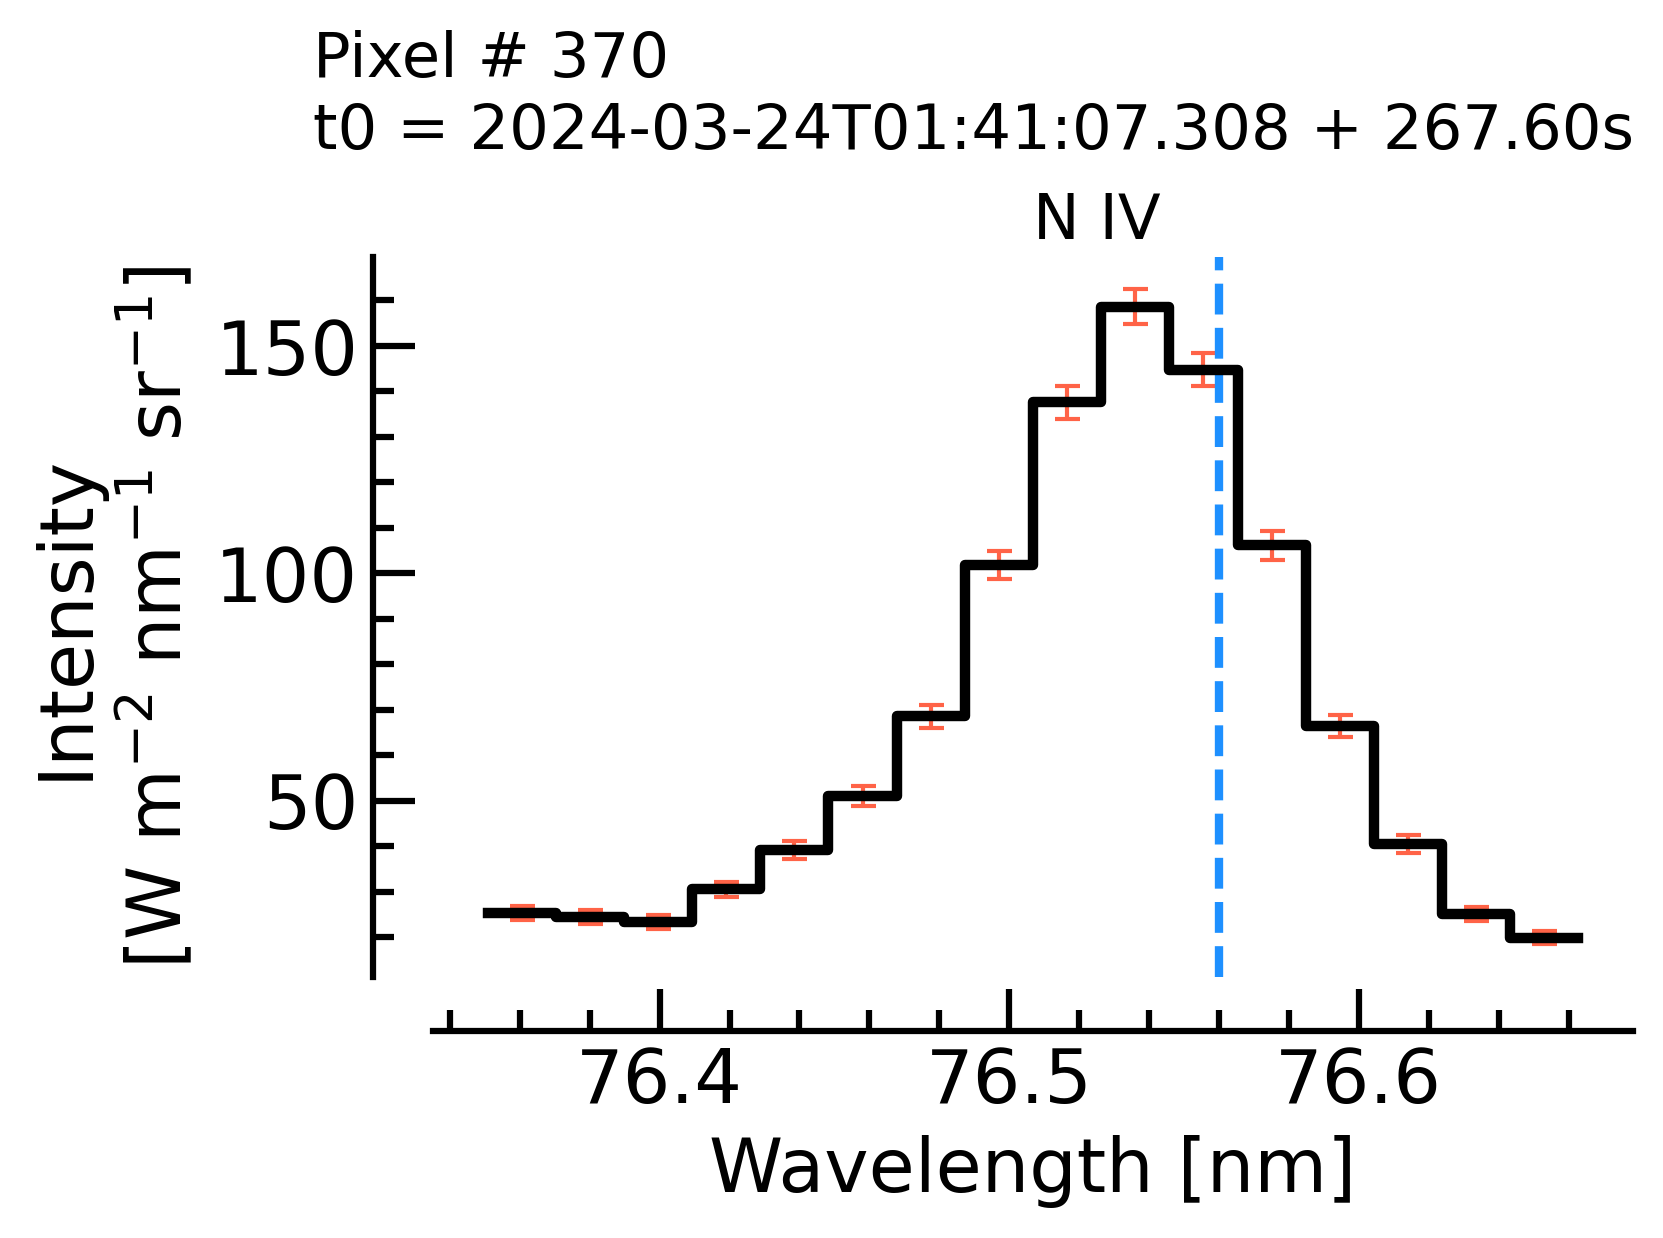 Pixel # 370
t0 = 2024-03-24T01:41:07.308 + 267.60s
N IV
Intensity
[W m⁻² nm⁻¹ sr⁻¹]
150
100
50
76.4 76.5 76.6
Wavelength [nm]